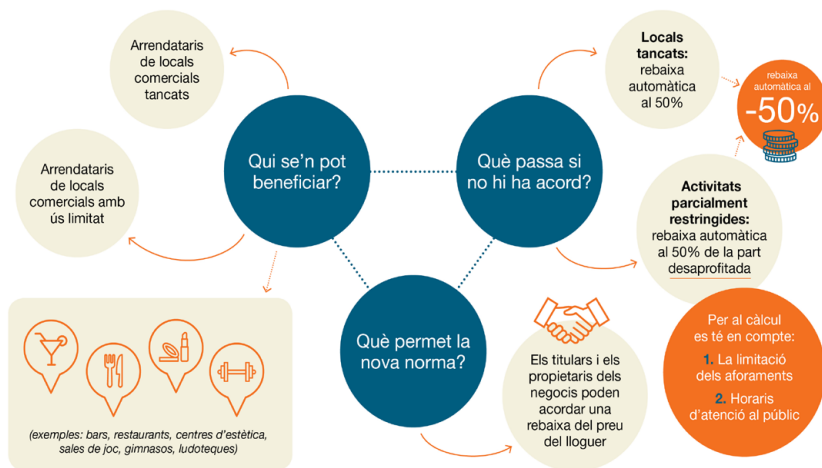 Arrendataris
de locals
comercials
tancats
Arrendataris
de locals
comercials amb
ús limitat
Qui se'n pot
beneficiar?
(exemples: bars, restaurants, centres d'estètica,
sales de joc, gimnasos, ludoteques)
Què permet la
nova norma?
Els titulars i els
propietaris dels
negocis poden
acordar una
rebaixa del preu
del lloguer
Què passa si
no hi ha acord?
Locals
tancats:
rebaixa
automàtica
al 50%
rebaixa
automàtica al
-50%
Activitats
parcialment
restringides:
rebaixa automàtica
al 50% de la part
desaprofitada
Per al càlcul
es té en compte:
1. La limitació
dels aforaments
2. Horaris
d'atenció al públic